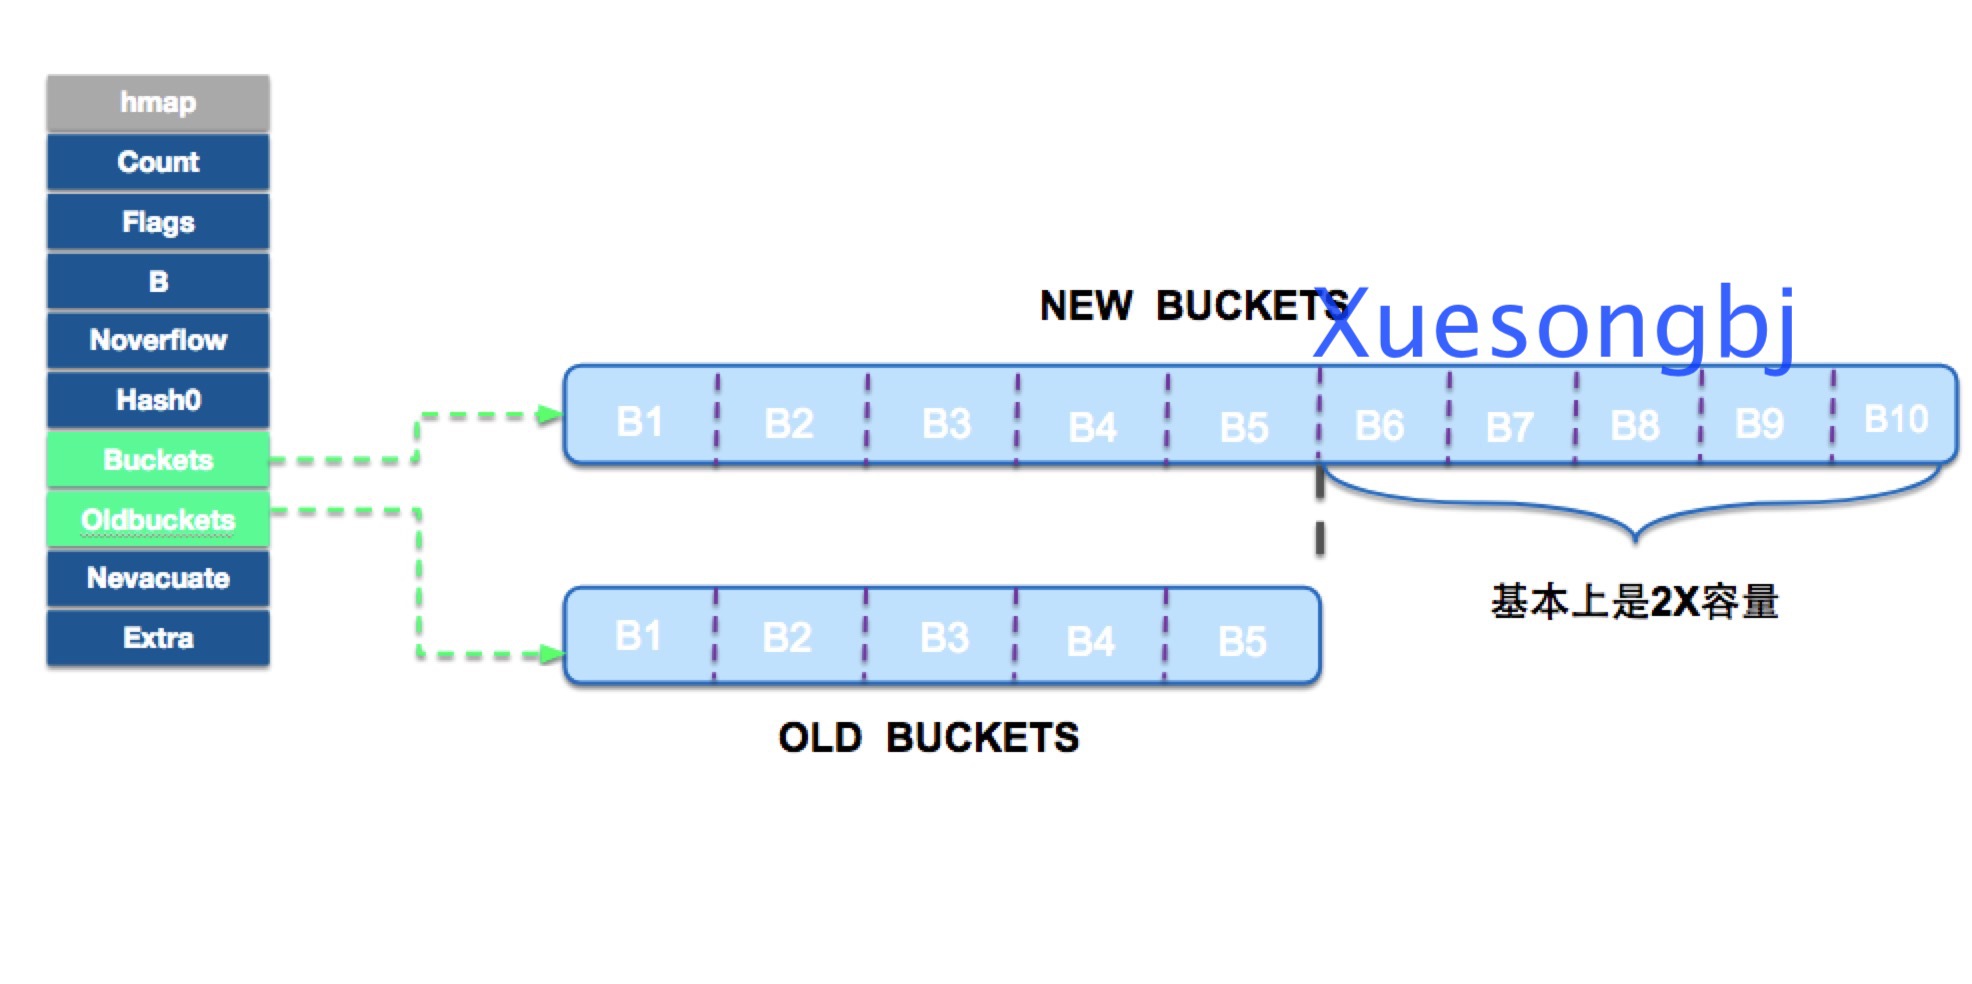 hmap
Count
Flags
B
Noverflow
Hash0
Buckets
Oldbuckets
Nevacuate
Extra
NEW BUCKETS
Xuesongbj
B1 B2 B3 B4 B5 B6 B7 B8 B9 B10
基本上是2X容量
B1 B2 B3 B4 B5
OLD BUCKETS